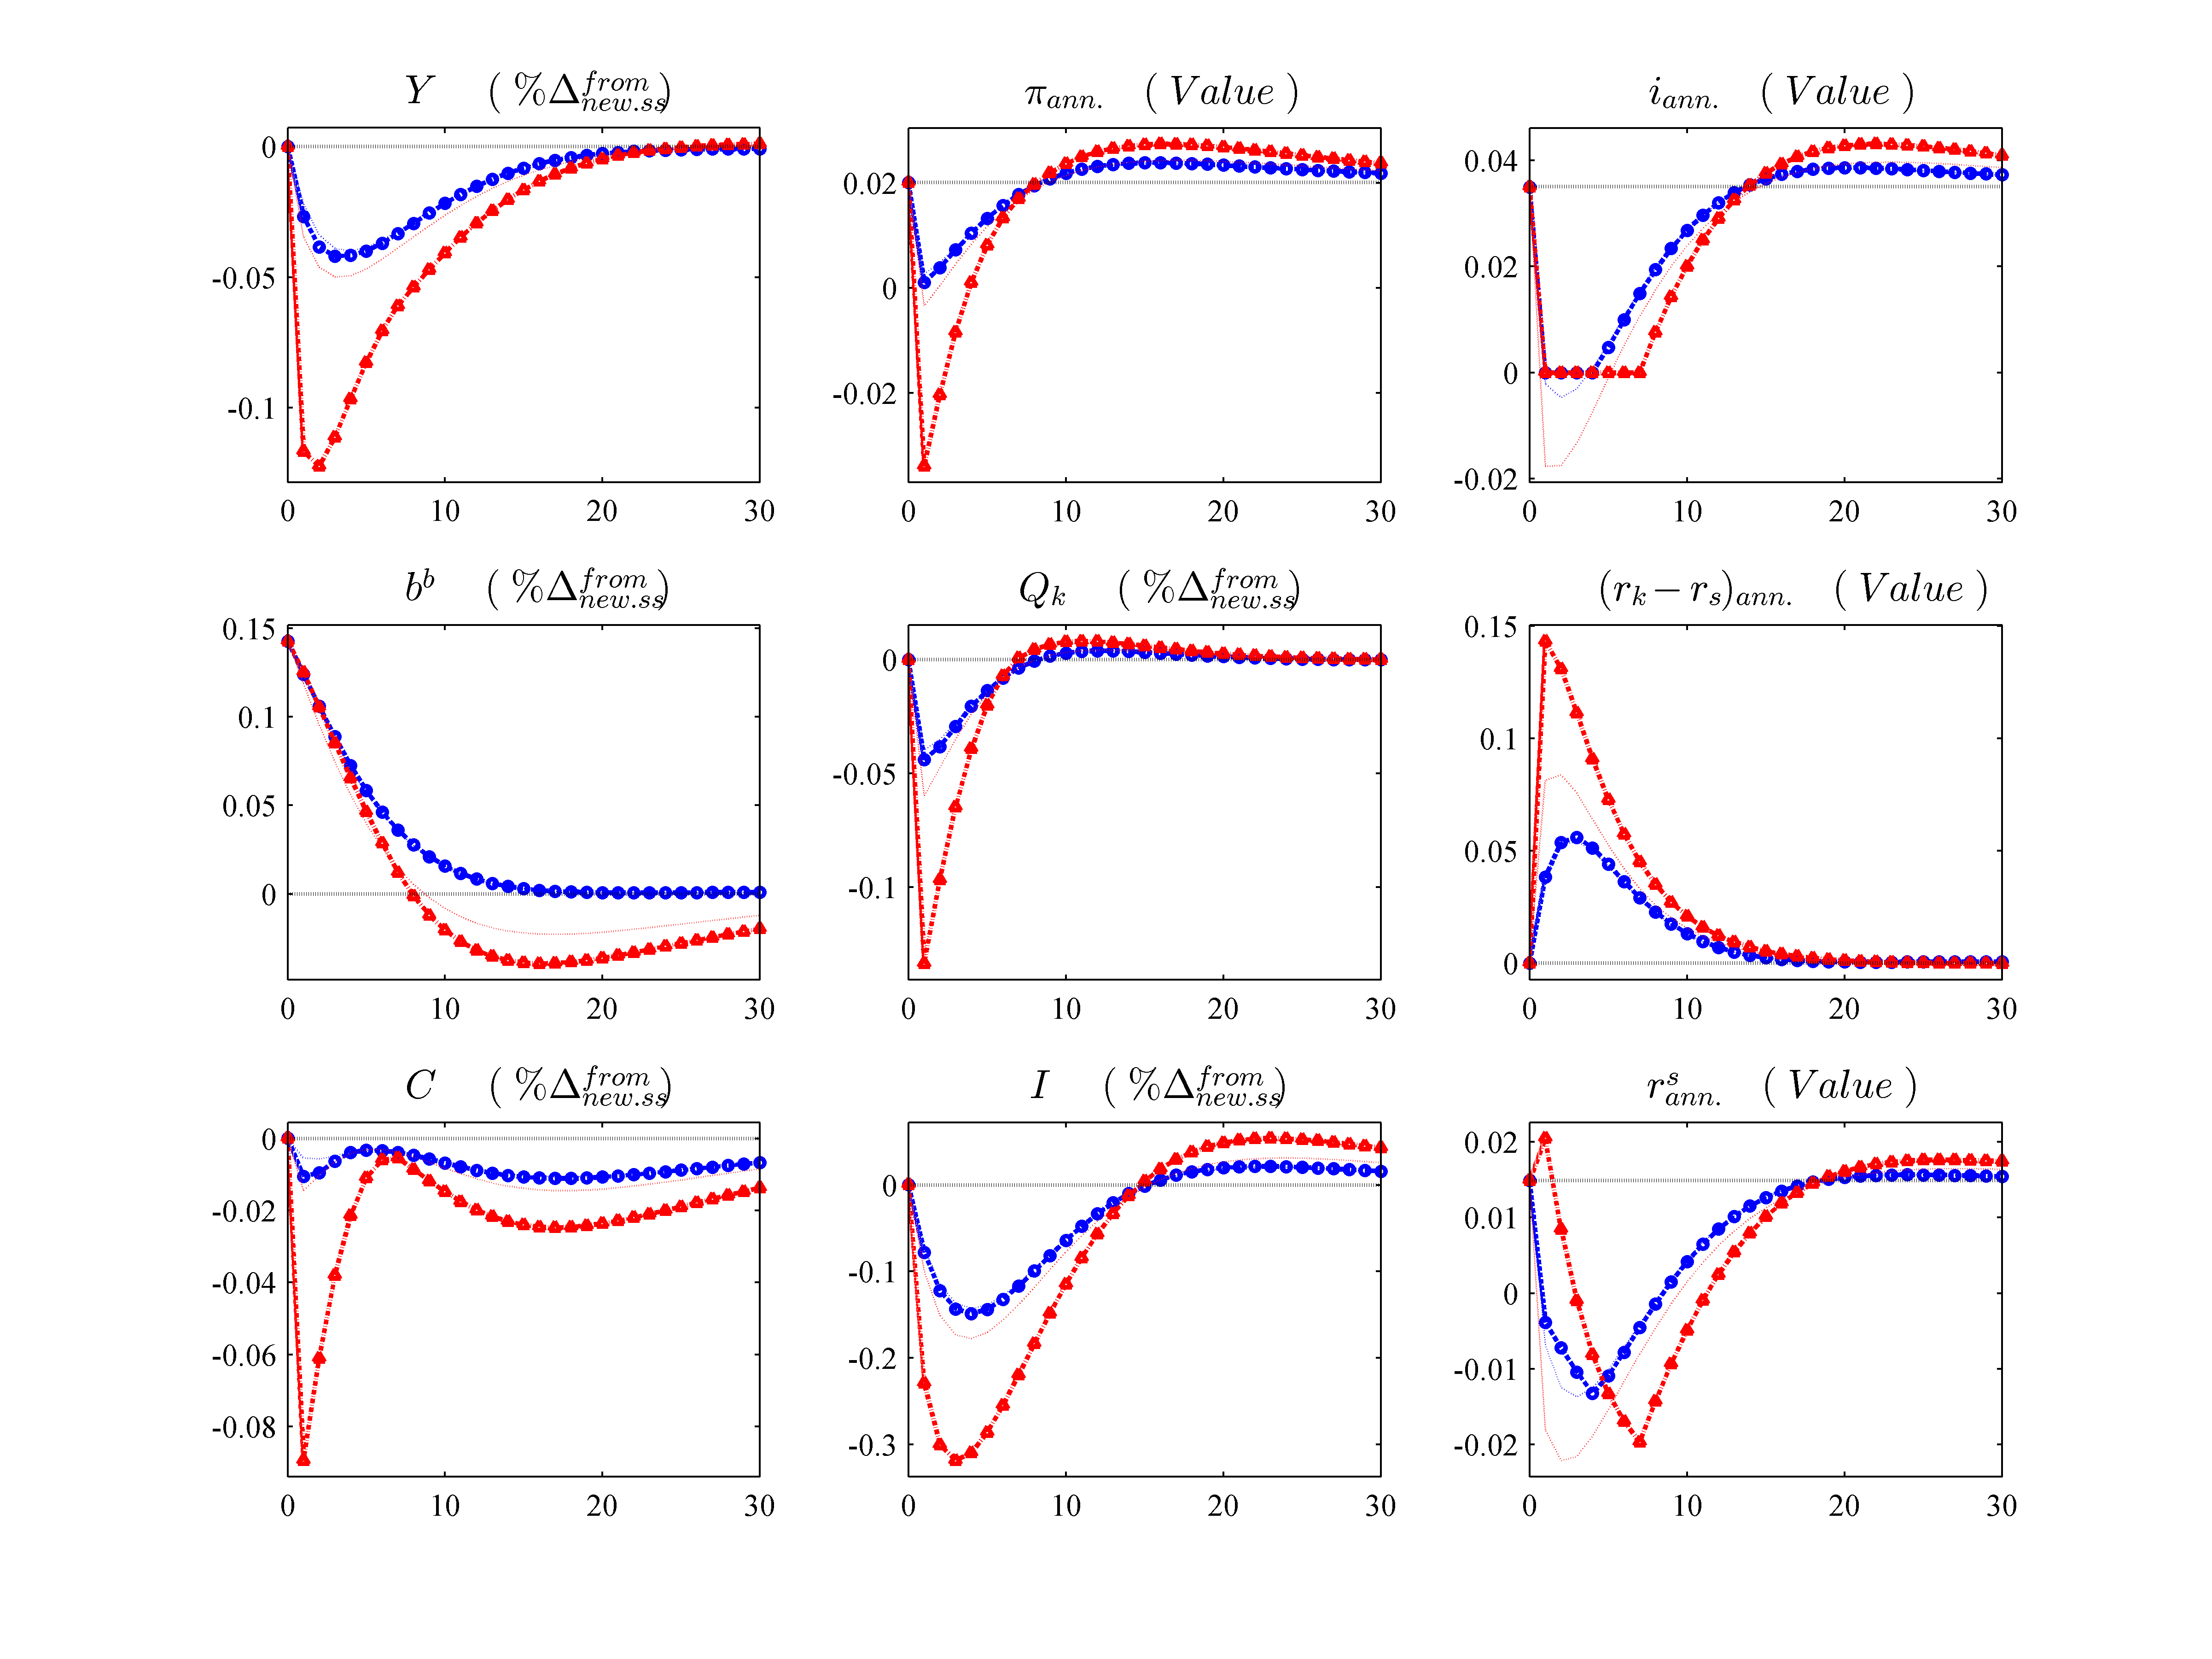 Y ( %Δ^{from}_{new.ss} )
0
-0.05
-0.1
0 10 20 30
π_{ann.} ( Value )
0.02
0
-0.02
0 10 20 30
i_{ann.} ( Value )
0.04
0.02
0
-0.02
0 10 20 30
b^b ( %Δ^{from}_{new.ss} )
0.15
0.1
0.05
0
0 10 20 30
Q_k ( %Δ^{from}_{new.ss} )
0
-0.05
-0.1
0 10 20 30
(r_k − r_s)_{ann.} ( Value )
0.15
0.1
0.05
0
0 10 20 30
C ( %Δ^{from}_{new.ss} )
0
-0.02
-0.04
-0.06
-0.08
0 10 20 30
I ( %Δ^{from}_{new.ss} )
0
-0.1
-0.2
-0.3
0 10 20 30
r^s_{ann.} ( Value )
0.02
0.01
0
-0.01
-0.02
0 10 20 30